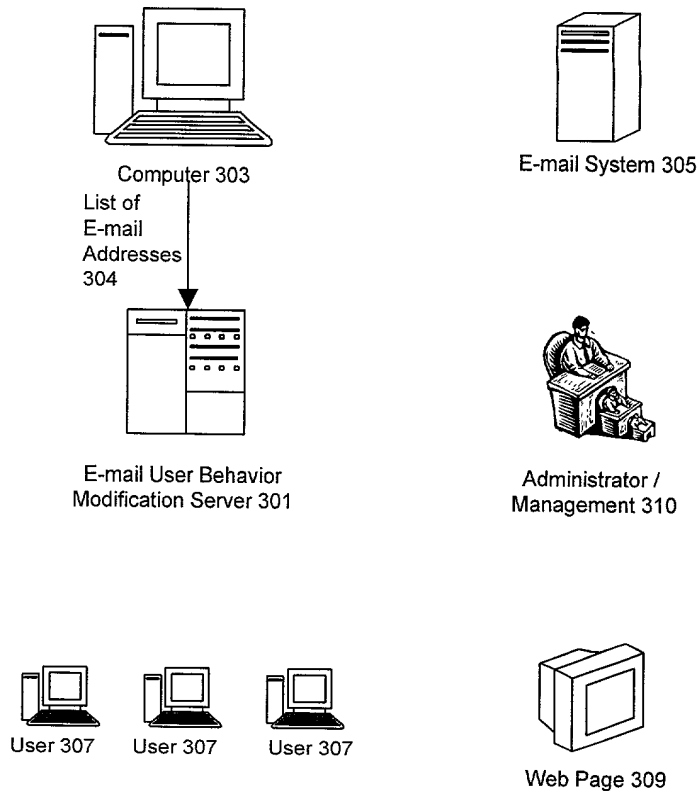 Computer 303
E-mail System 305
List of
E-mail
Addresses
304
E-mail User Behavior
Modification Server 301
Administrator /
Management 310
User 307
User 307
User 307
Web Page 309